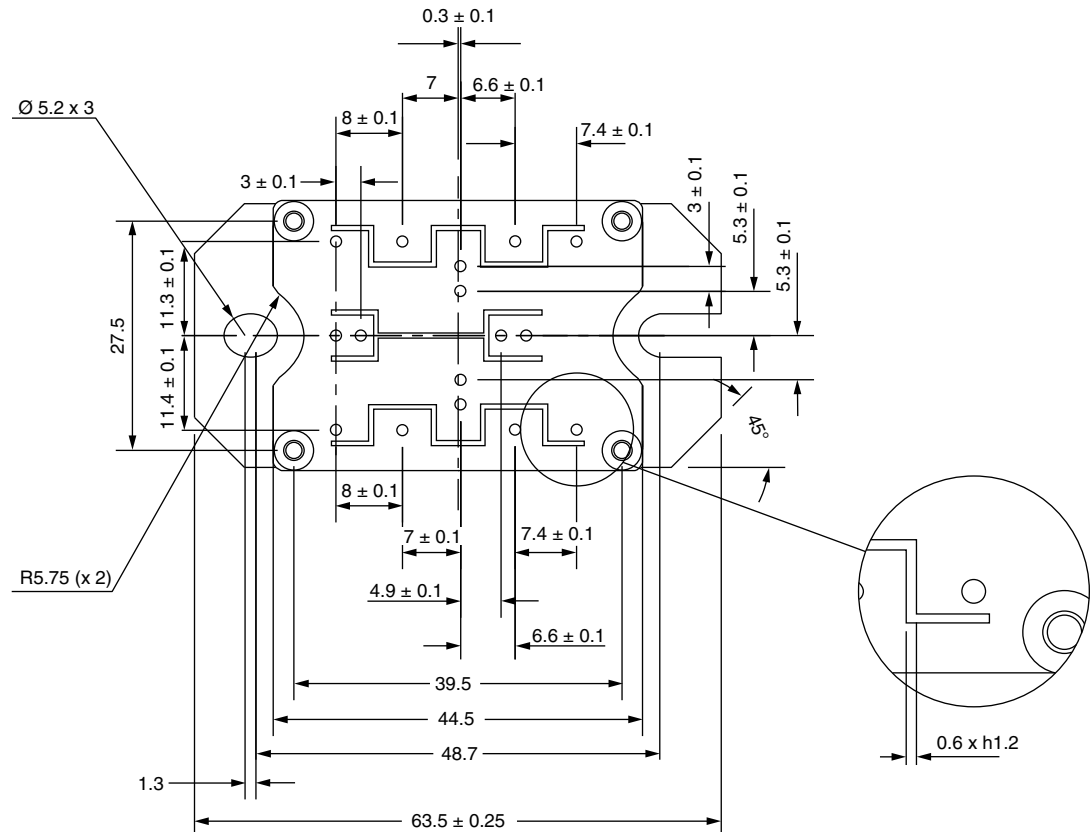 0.3 ± 0.1
7
6.6 ± 0.1
Ø 5.2 x 3
8 ± 0.1
7.4 ± 0.1
3 ± 0.1
3 ± 0.1
5.3 ± 0.1
5.3 ± 0.1
27.5
11.3 ± 0.1
11.4 ± 0.1
45°
8 ± 0.1
7 ± 0.1
7.4 ± 0.1
R5.75 (x 2)
4.9 ± 0.1
6.6 ± 0.1
39.5
44.5
48.7
0.6 x h1.2
1.3
63.5 ± 0.25